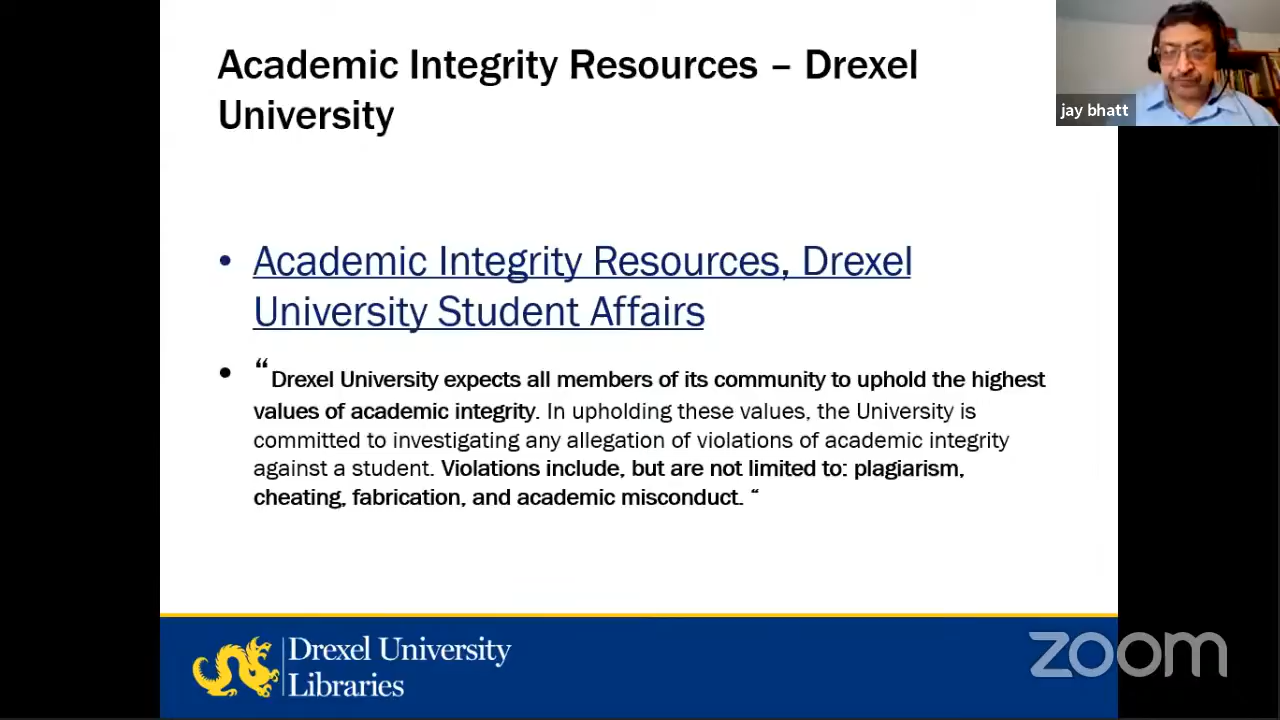 Academic Integrity Resources – Drexel
University
jay bhatt
• Academic Integrity Resources, Drexel
University Student Affairs
• “Drexel University expects all members of its community to uphold the highest
values of academic integrity. In upholding these values, the University is
committed to investigating any allegation of violations of academic integrity
against a student. Violations include, but are not limited to: plagiarism,
cheating, fabrication, and academic misconduct. “
Drexel University
Libraries
zoom